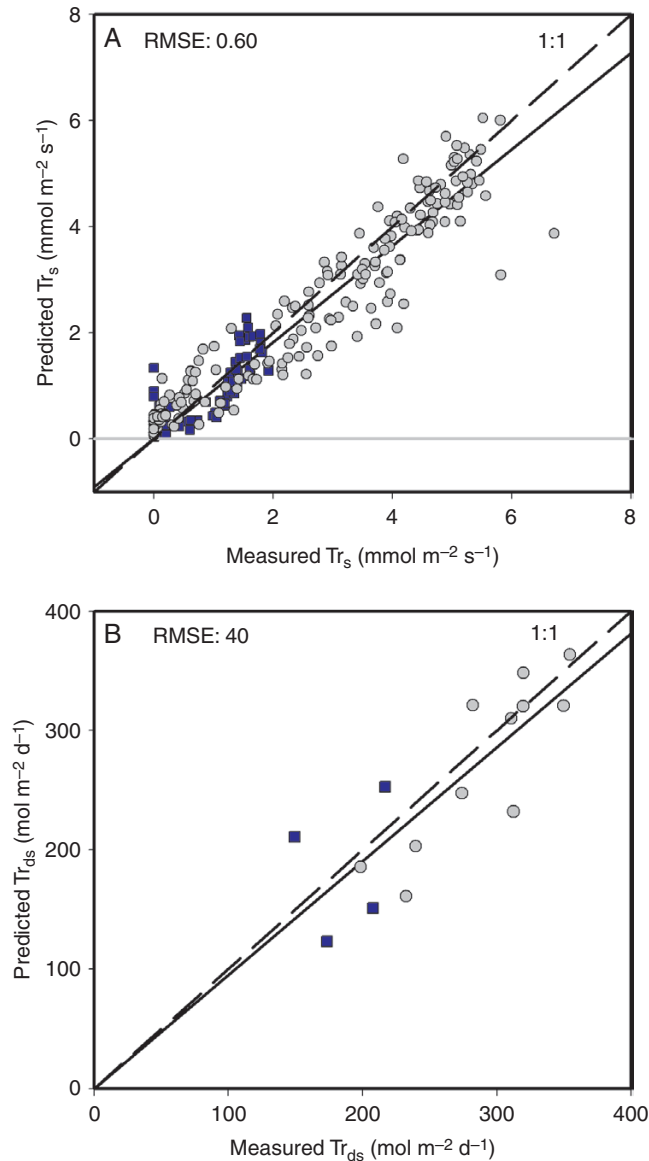 8
A RMSE: 0.60 1:1
6
4
2
0
Predicted Trs (mmol m–2 s–1)
0 2 4 6 8
Measured Trs (mmol m–2 s–1)
400
B RMSE: 40 1:1
300
200
100
0
Predicted Trds (mol m–2 d–1)
0 100 200 300 400
Measured Trds (mol m–2 d–1)